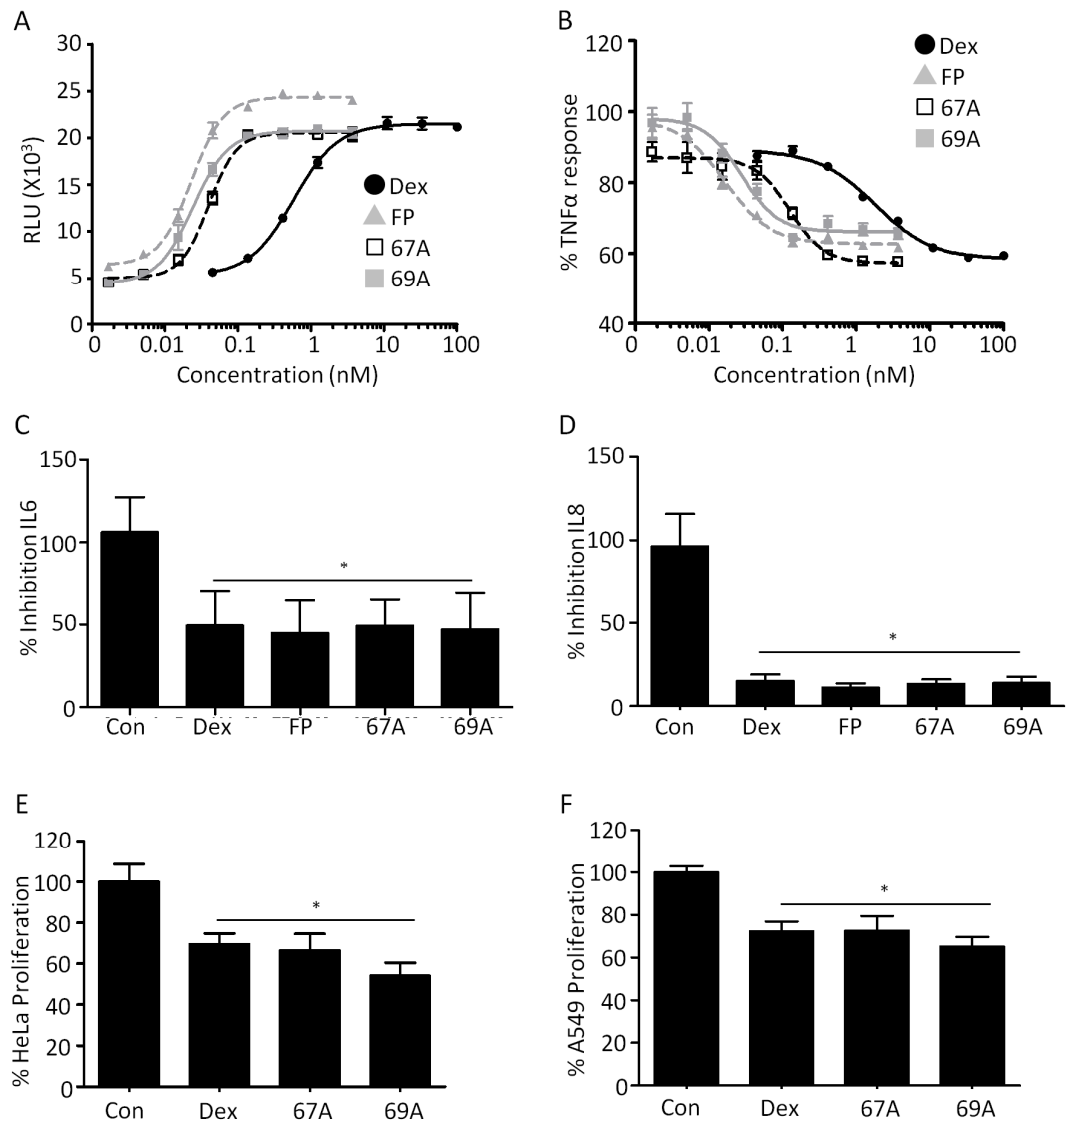 A
30
25
20
15
10
5
0
RLU (X10³)
0 0.01 0.1 1 10 100
Concentration (nM)
Dex
FP
67A
69A
B
120
100
80
60
40
% TNFα response
0 0.01 0.1 1 10 100
Concentration (nM)
Dex
FP
67A
69A
C
150
100
50
0
% Inhibition IL6
*
Con Dex FP 67A 69A
D
150
100
50
0
% Inhibition IL8
*
Con Dex FP 67A 69A
E
120
100
80
60
40
20
0
% HeLa Proliferation
*
Con Dex 67A 69A
F
120
100
80
60
40
20
0
% A549 Proliferation
*
Con Dex 67A 69A